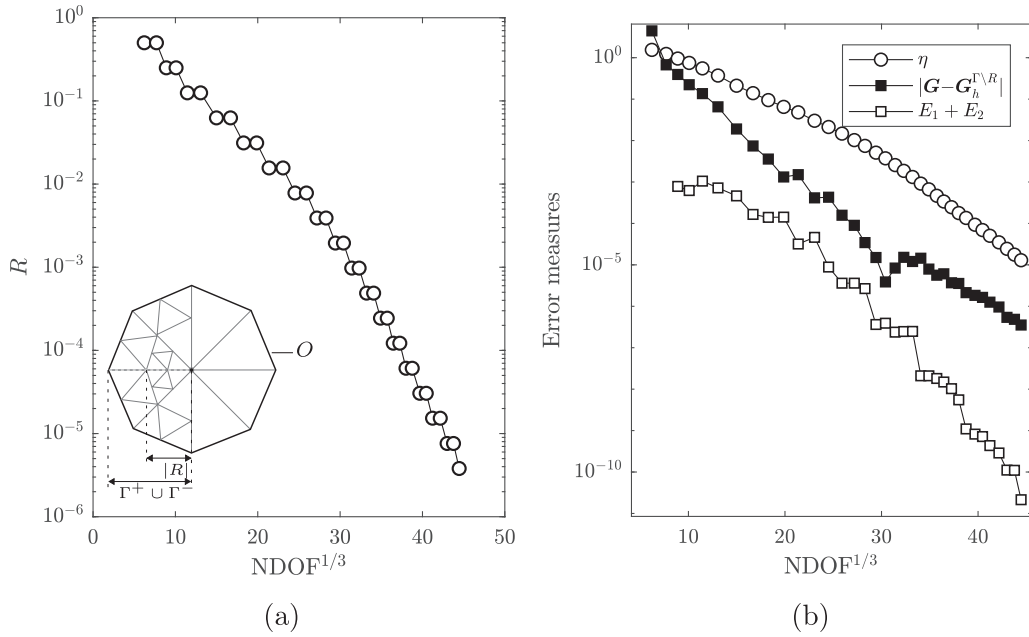 10^0
10^{-1}
10^{-2}
10^{-3}
10^{-4}
10^{-5}
10^{-6}
R
O
|R|
Γ^+ ∪ Γ^-
0 10 20 30 40 50
NDOF^{1/3}
(a)
η
|G−G_h^{Γ\R}|
E_1 + E_2
10^0
10^{-5}
10^{-10}
Error measures
10 20 30 40
NDOF^{1/3}
(b)